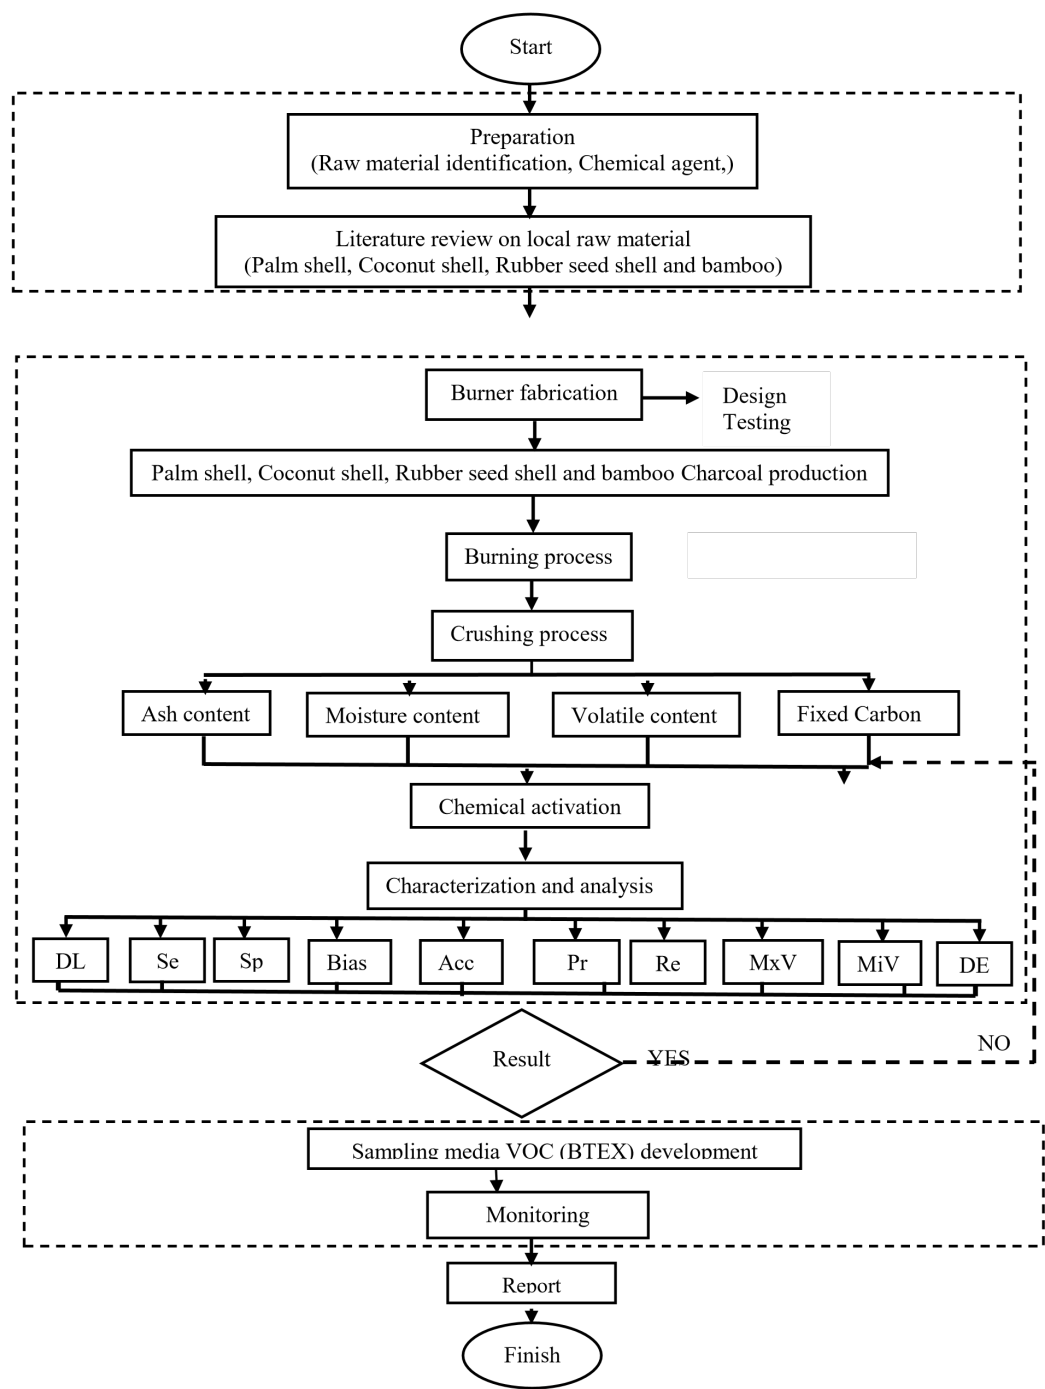 Start
Preparation
(Raw material identification, Chemical agent,)
Literature review on local raw material
(Palm shell, Coconut shell, Rubber seed shell and bamboo)
Burner fabrication
Design
Testing
Palm shell, Coconut shell, Rubber seed shell and bamboo Charcoal production
Burning process
Crushing process
Ash content
Moisture content
Volatile content
Fixed Carbon
Chemical activation
Characterization and analysis
DL
Se
Sp
Bias
Acc
Pr
Re
MxV
MiV
DE
Result
YES
NO
Sampling media VOC (BTEX) development
Monitoring
Report
Finish